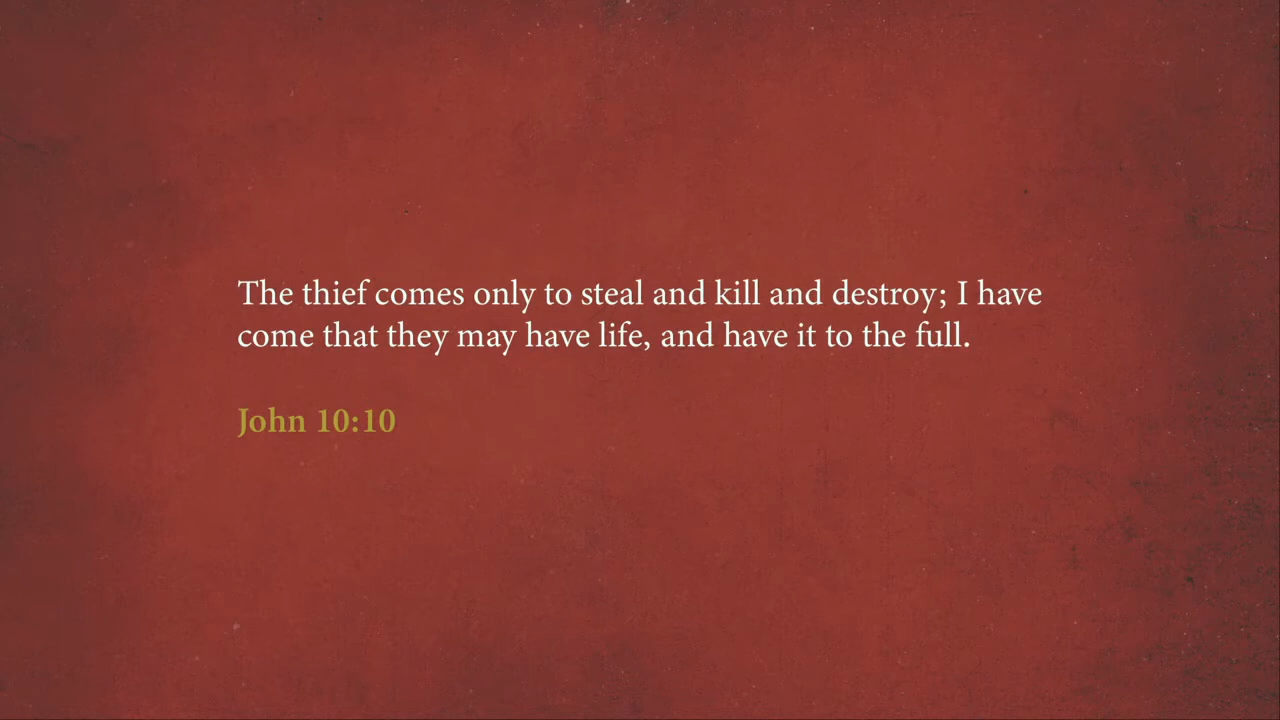 The thief comes only to steal and kill and destroy; I have
come that they may have life, and have it to the full.
John 10:10